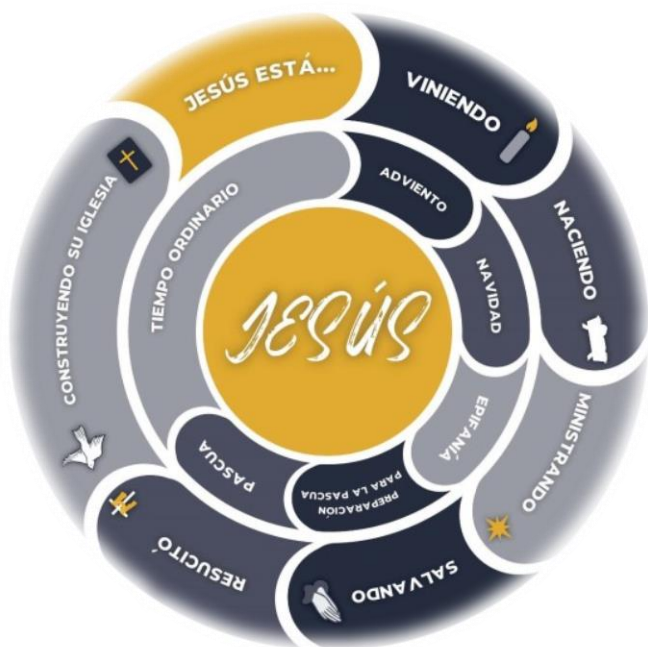 JESÚS ESTÁ...
VINIENDO
NACIENDO
MINISTRANDO
SALVANDO
RESUCITÓ
CONSTRUYENDO SU IGLESIA
ADVIENTO
NAVIDAD
EPIFANÍA
PREPARACIÓN
PARA LA PASCUA
PASCUA
TIEMPO ORDINARIO
JESÚS